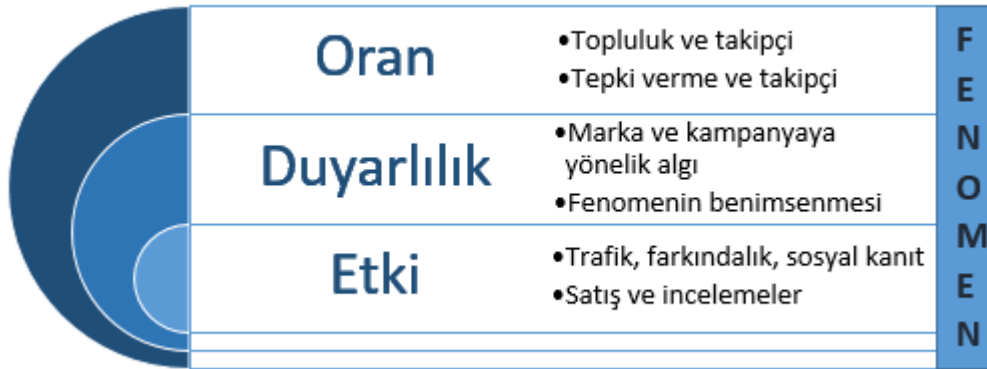 Oran
•Topluluk ve takipçi
•Tepki verme ve takipçi
Duyarlılık
•Marka ve kampanyaya
yönelik algı
•Fenomenin benimsenmesi
Etki
•Trafik, farkındalık, sosyal kanıt
•Satış ve incelemeler
F
E
N
O
M
E
N